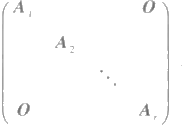 A₁ O
A₂
⋱
O Aᵣ